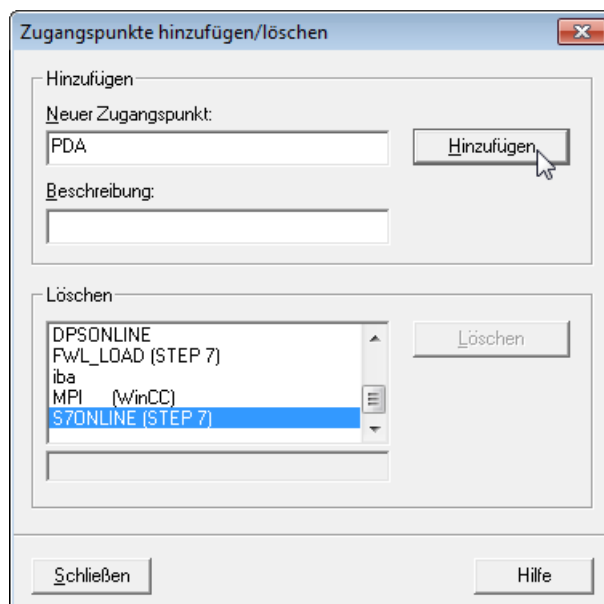 Zugangspunkte hinzufügen/löschen
Hinzufügen
Neuer Zugangspunkt:
PDA
Hinzufügen
Beschreibung:
Löschen
DPSONLINE
FWL_LOAD (STEP 7)
iba
MPI (WinCC)
S7ONLINE (STEP 7)
Löschen
Schließen
Hilfe